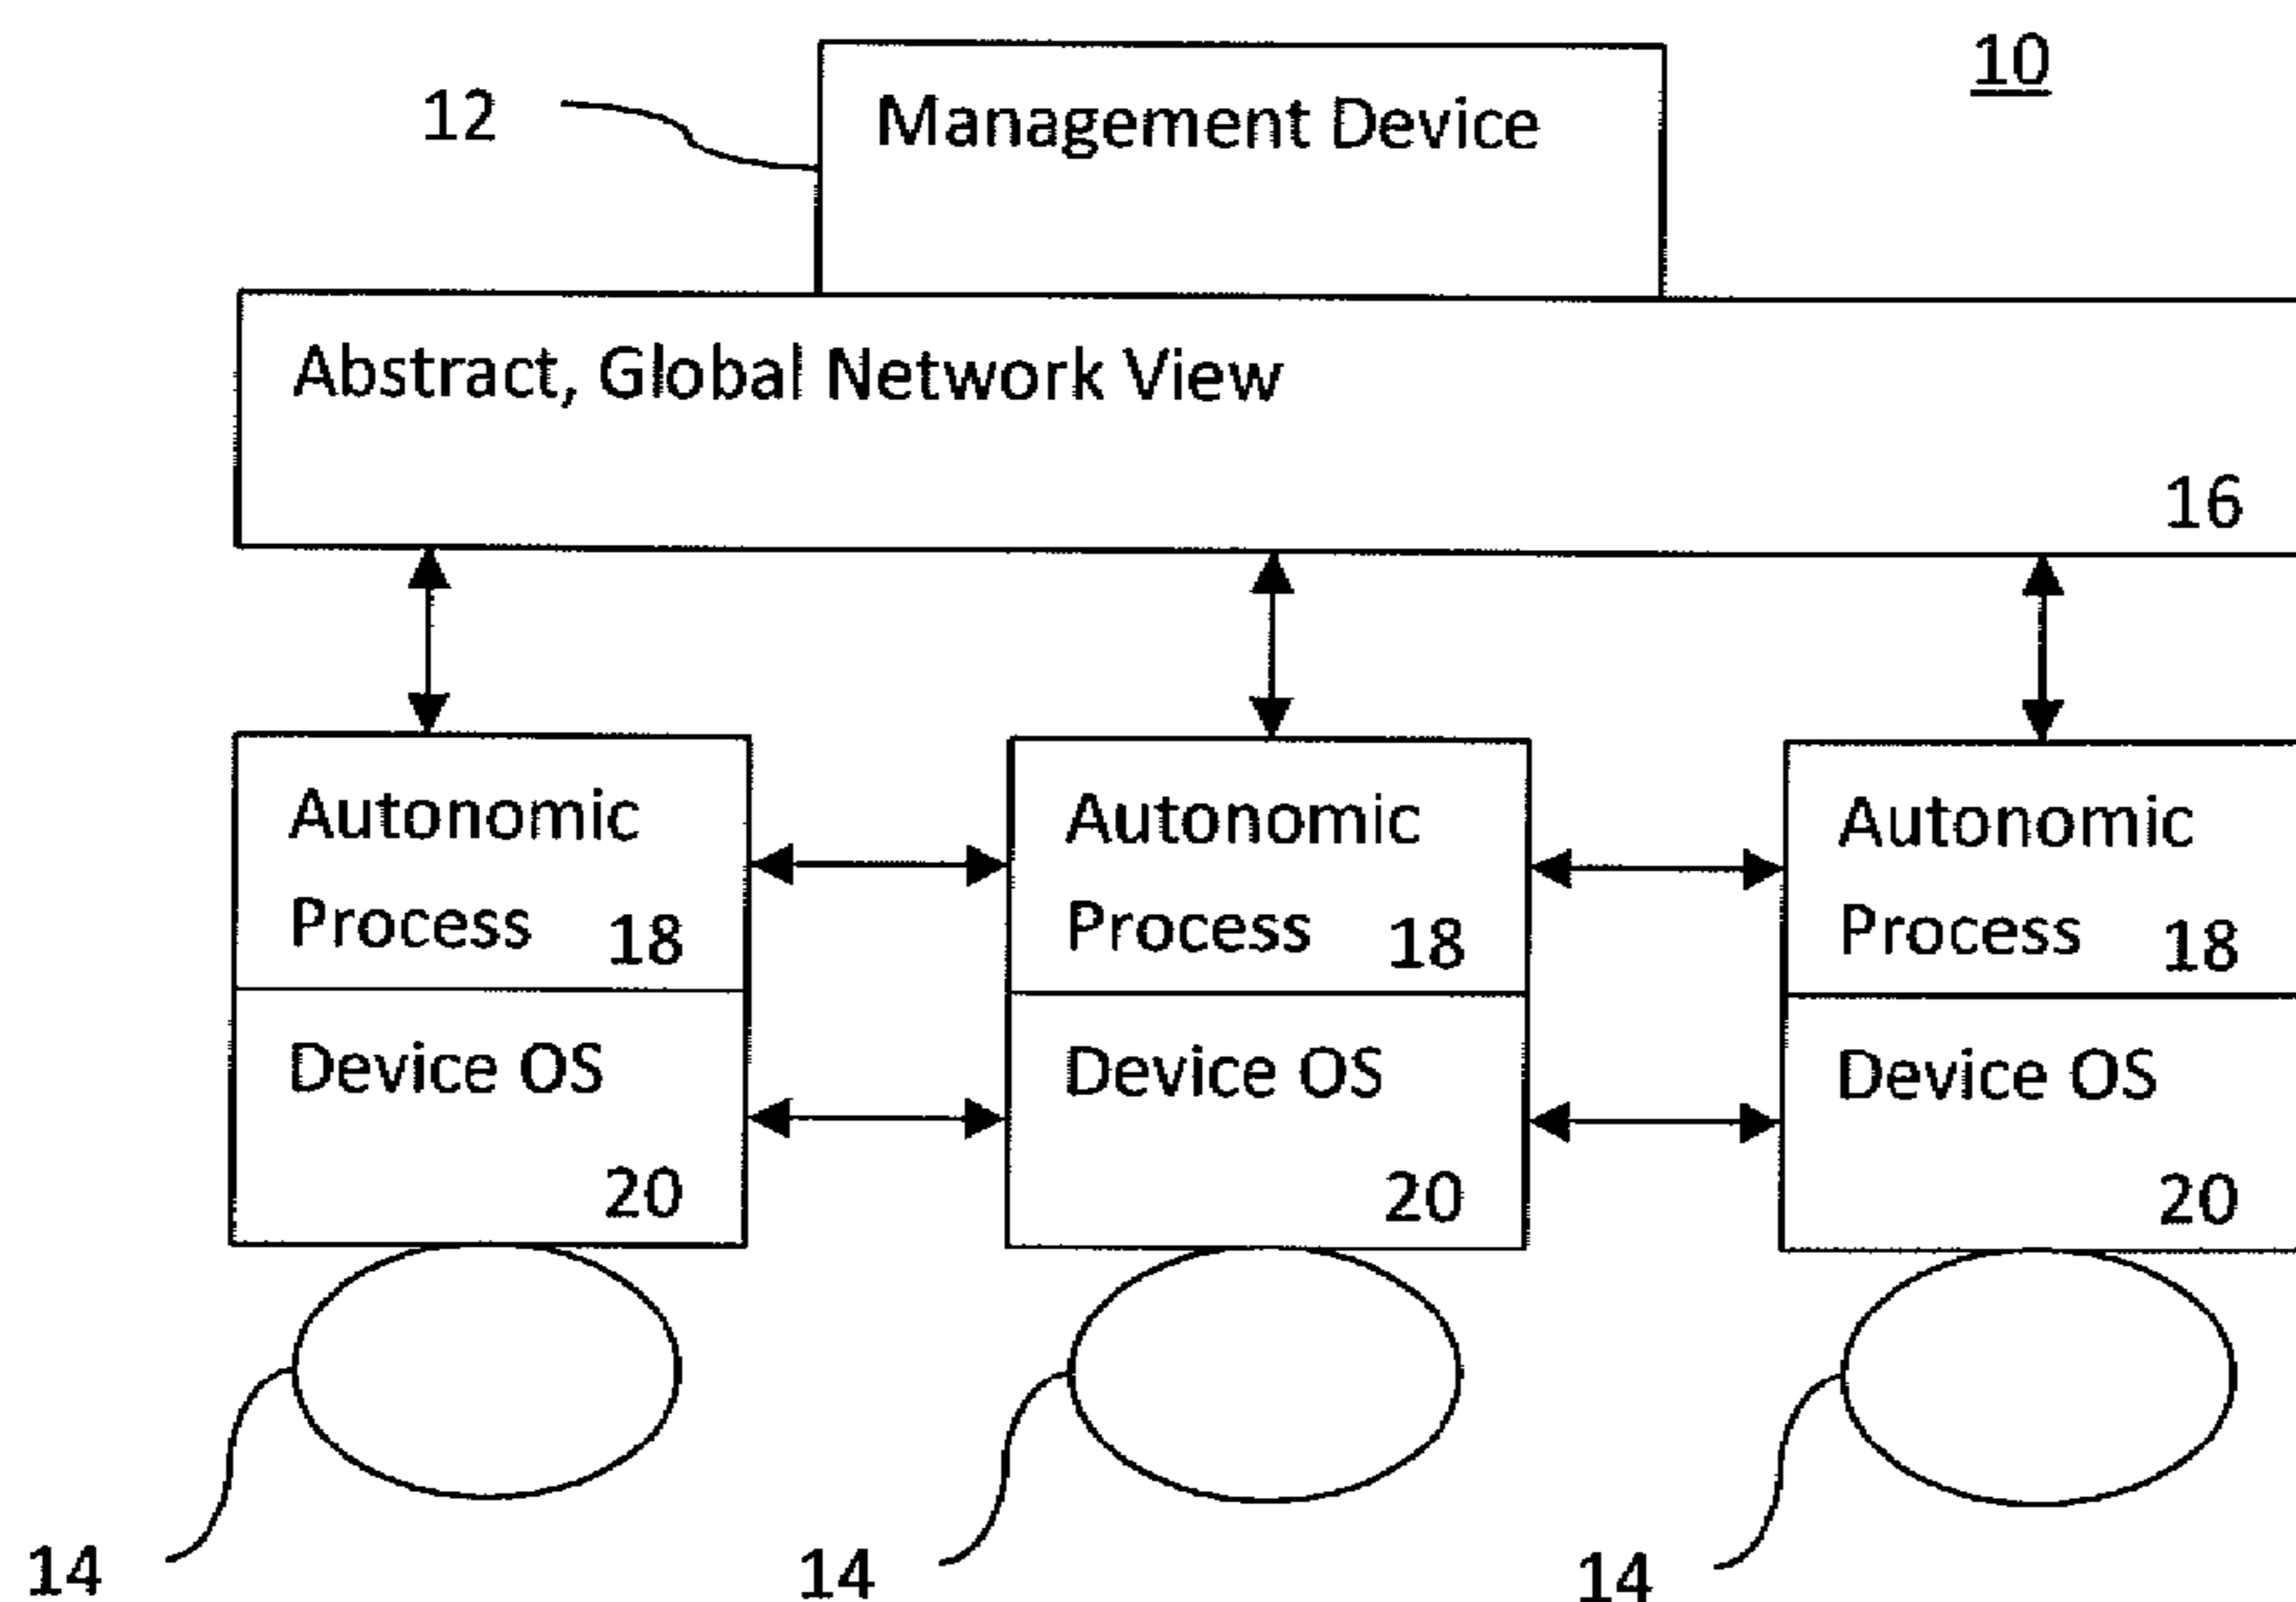 10
12
Management Device
Abstract, Global Network View
16
Autonomic
Process 18
Device OS
20
Autonomic
Process 18
Device OS
20
Autonomic
Process 18
Device OS
20
14
14
14